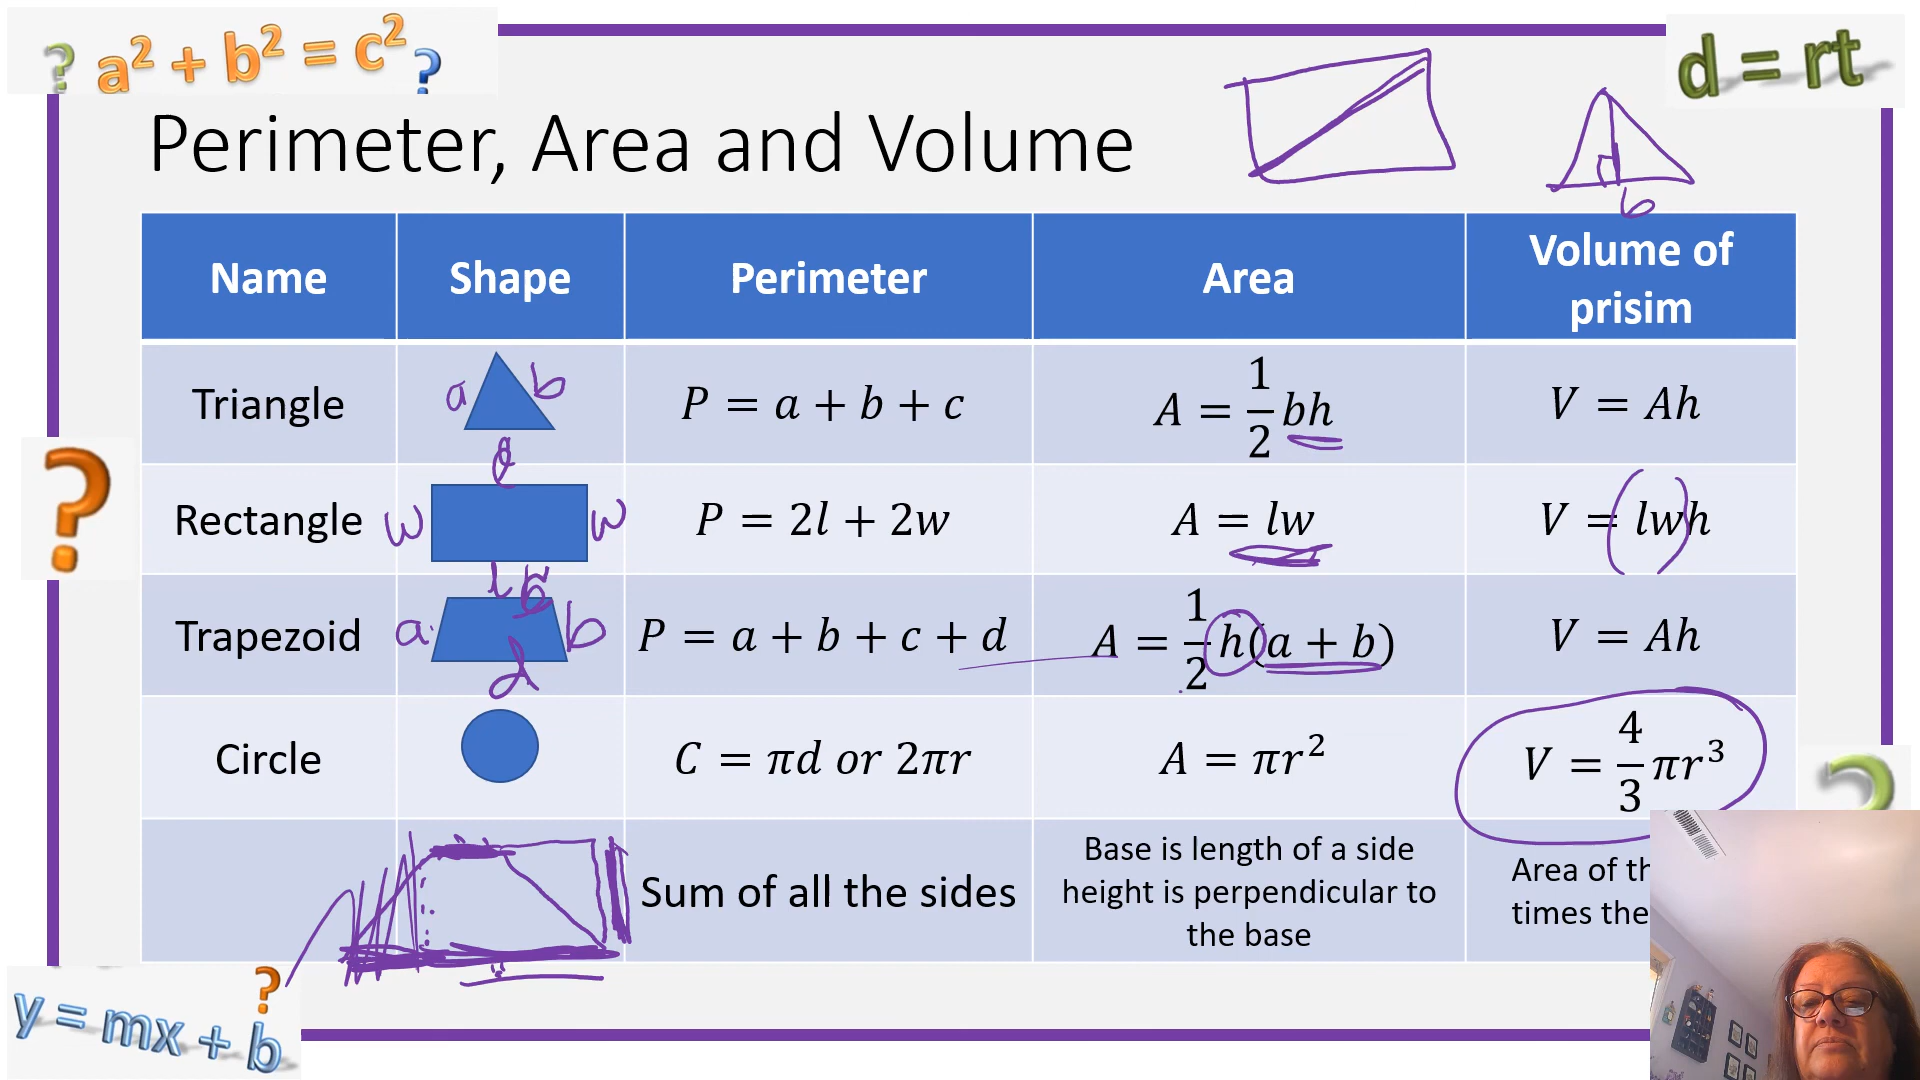 ? a² + b² = c² ?
d = rt
Perimeter, Area and Volume
b
Name Shape Perimeter Area Volume of
prisim
Triangle a b P = a + b + c A = 1/2 bh V = Ah
Rectangle w w P = 2l + 2w A = lw V = (lw)h
l
Trapezoid a b P = a + b + c + d A = 1/2 h(a + b) V = Ah
d
Circle C = πd or 2πr A = πr² V = 4/3 πr³
Sum of all the sides
Base is length of a side
height is perpendicular to
the base
Area of
times the
?
?
y = mx + b ?